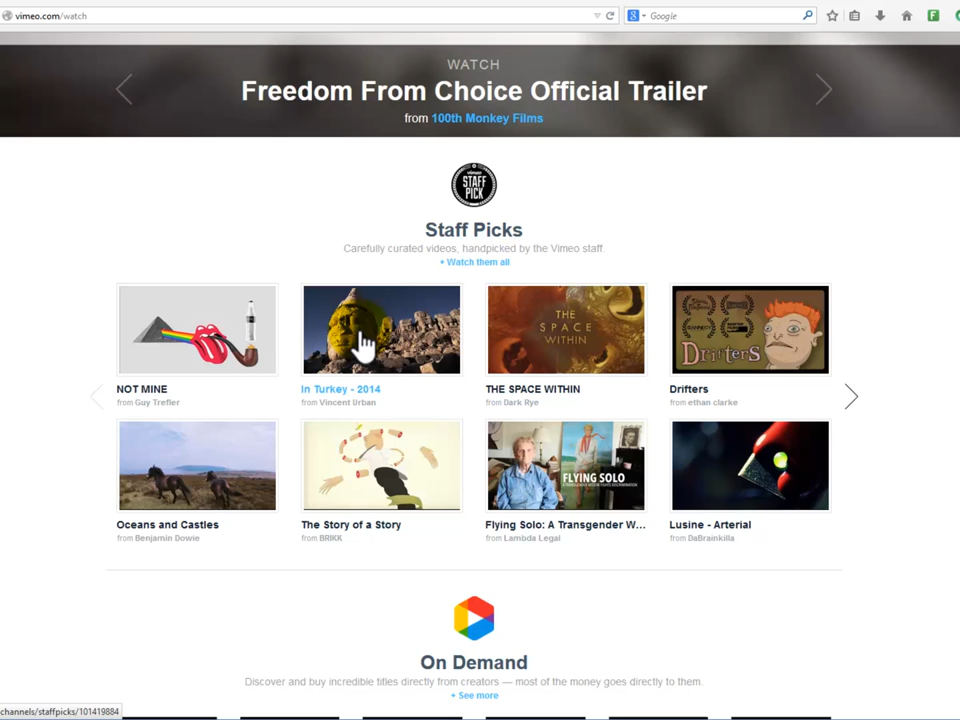 vimeo.com/watch
Google
WATCH
Freedom From Choice Official Trailer
from 100th Monkey Films
vimeo
STAFF
PICK
Staff Picks
Carefully curated videos, handpicked by the Vimeo staff.
+ Watch them all
THE
SPACE
WITHIN
Drifters
FLYING SOLO
NOT MINE
In Turkey - 2014
THE SPACE WITHIN
Drifters
from Guy Trefler
from Vincent Urban
from Dark Rye
from ethan clarke
Oceans and Castles
The Story of a Story
Flying Solo: A Transgender W...
Lusine - Arterial
from Benjamin Dowie
from BRIKK
from Lambda Legal
from DaBrainkilla
On Demand
Discover and buy incredible titles directly from creators — most of the money goes directly to them.
+ See more
channels/staffpicks/101419884